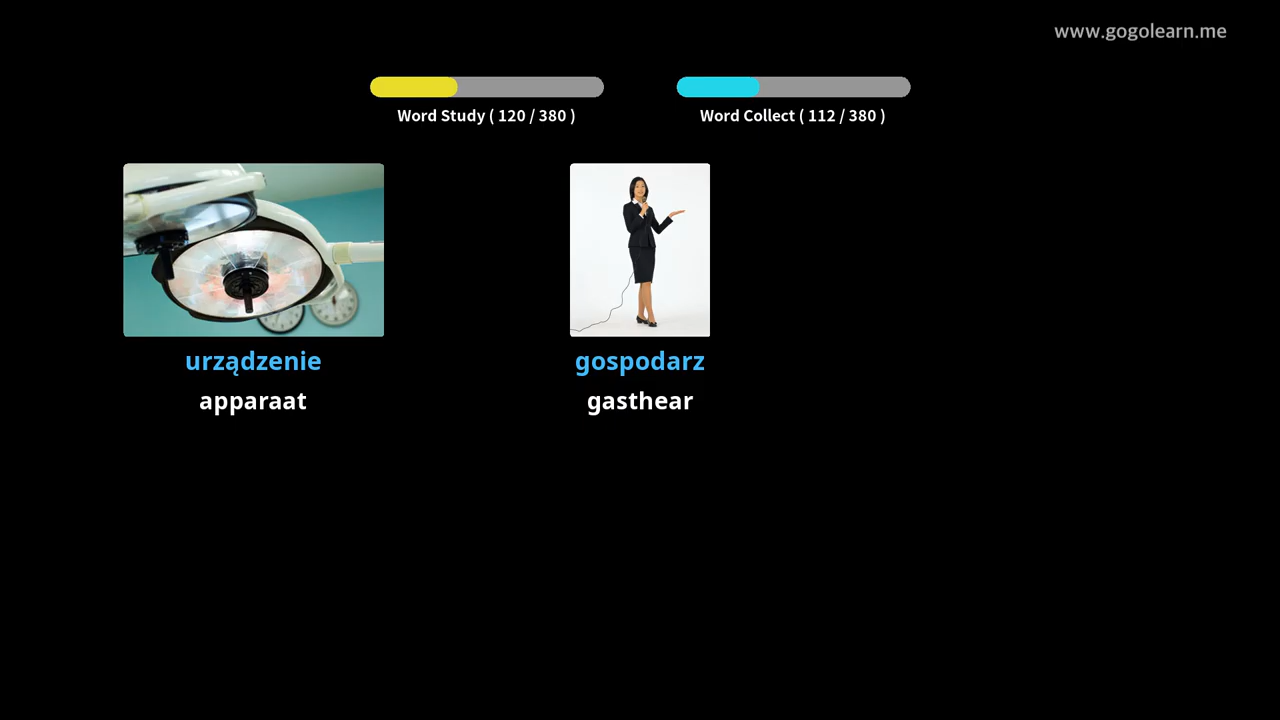 www.gogolearn.me
Word Study ( 120 / 380 )
Word Collect ( 112 / 380 )
urządzenie
apparaat
gospodarz
gasthear